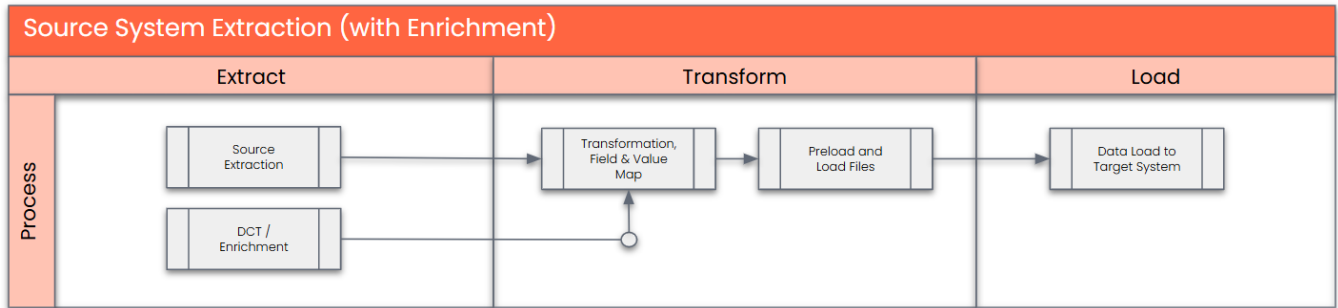 Source System Extraction (with Enrichment)
Extract
Transform
Load
Process
Source
Extraction
Transformation,
Field & Value
Map
Preload and
Load Files
Data Load to
Target System
DCT /
Enrichment